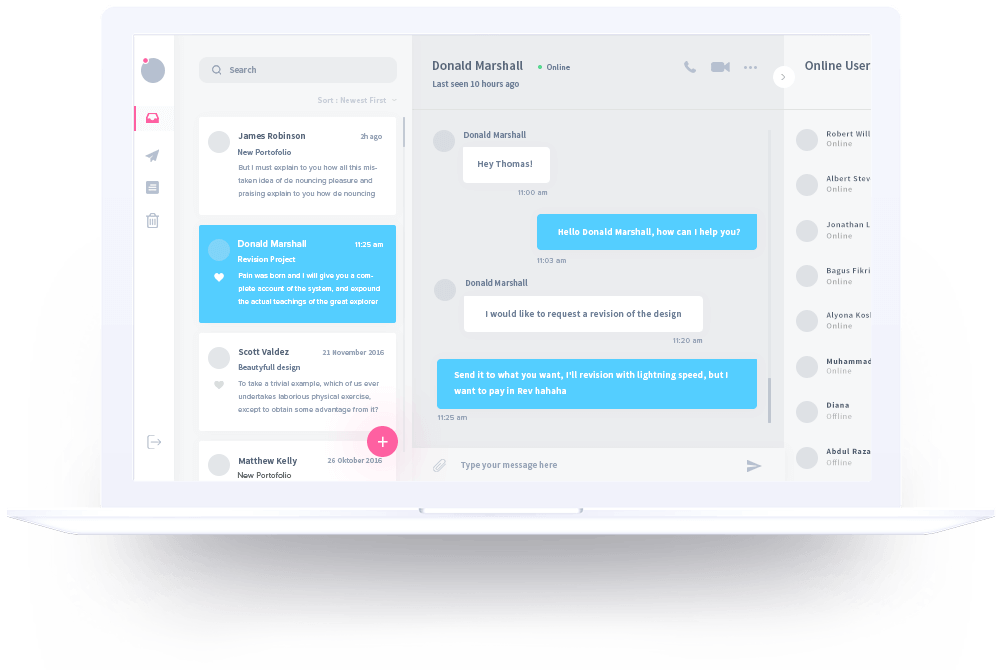 Search
Sort : Newest First
James Robinson 2h ago
New Portofolio
But I must explain to you how all this mis-
taken idea of de nouncing pleasure and
praising explain to you how de nouncing
Donald Marshall 11:25 am
Revision Project
Pain was born and I will give you a com-
plete account of the system, and expound
the actual teachings of the great explorer
Scott Valdez 21 November 2016
Beautyfull design
To take a trivial example, which of us ever
undertakes laborious physical exercise,
except to obtain some advantage from it?
Matthew Kelly 26 Oktober 2016
New Portofolio
Donald Marshall Online
Last seen 10 hours ago
Donald Marshall
Hey Thomas!
11:00 am
Hello Donald Marshall, how can I help you?
11:03 am
Donald Marshall
I would like to request a revision of the design
11:20 am
Send it to what you want, I'll revision with lightning speed, but I
want to pay in Rev hahaha
11:25 am
Type your message here
Online User
Robert Will
Online
Albert Stev
Online
Jonathan L
Online
Bagus Fikri
Online
Alyona Kosl
Online
Muhammad
Online
Diana
Offline
Abdul Raza
Offline